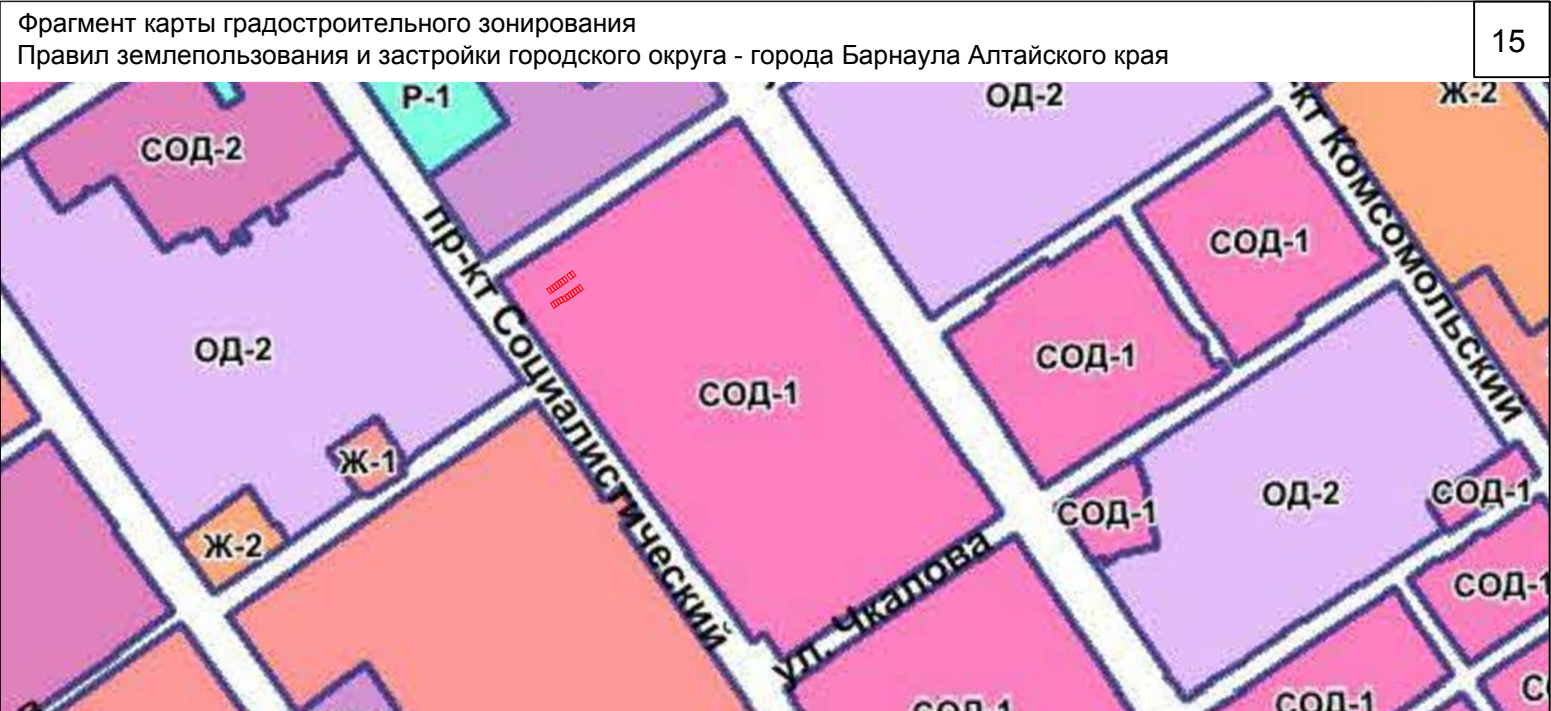 Фрагмент карты градостроительного зонирования
Правил землепользования и застройки городского округа - города Барнаула Алтайского края
15
Р-1
ОД-2
Ж-2
СОД-2
пр-кт Социалистический
-кт Комсомольский
СОД-1
ОД-2
СОД-1
СОД-1
Ж-1
СОД-1
ОД-2
СОД-1
Ж-2
ул. Чкалова
СОД-1
СОД-1
СОД-1